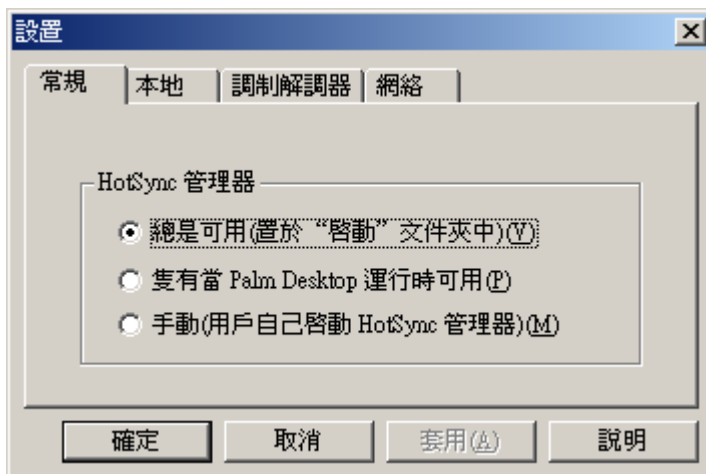 設置
常規 本地 調制解調器 網絡
HotSync 管理器
總是可用(置於“啓動”文件夾中)(Y)
隻有當 Palm Desktop 運行時可用(P)
手動(用戶自己啓動 HotSync 管理器)(M)
確定 取消 套用(A) 說明